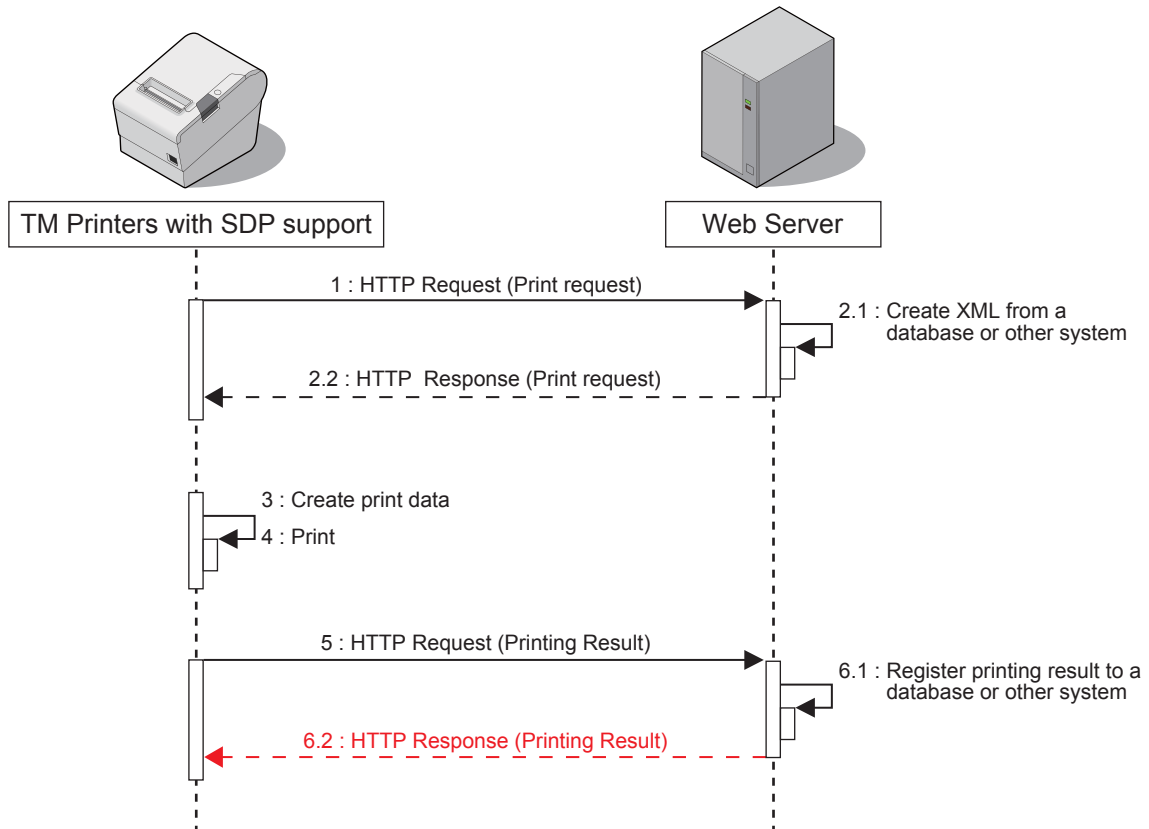 TM Printers with SDP support
Web Server
1 : HTTP Request (Print request)
2.1 : Create XML from a
database or other system
2.2 : HTTP  Response (Print request)
3 : Create print data
4 : Print
5 : HTTP Request (Printing Result)
6.1 : Register printing result to a
database or other system
6.2 : HTTP Response (Printing Result)